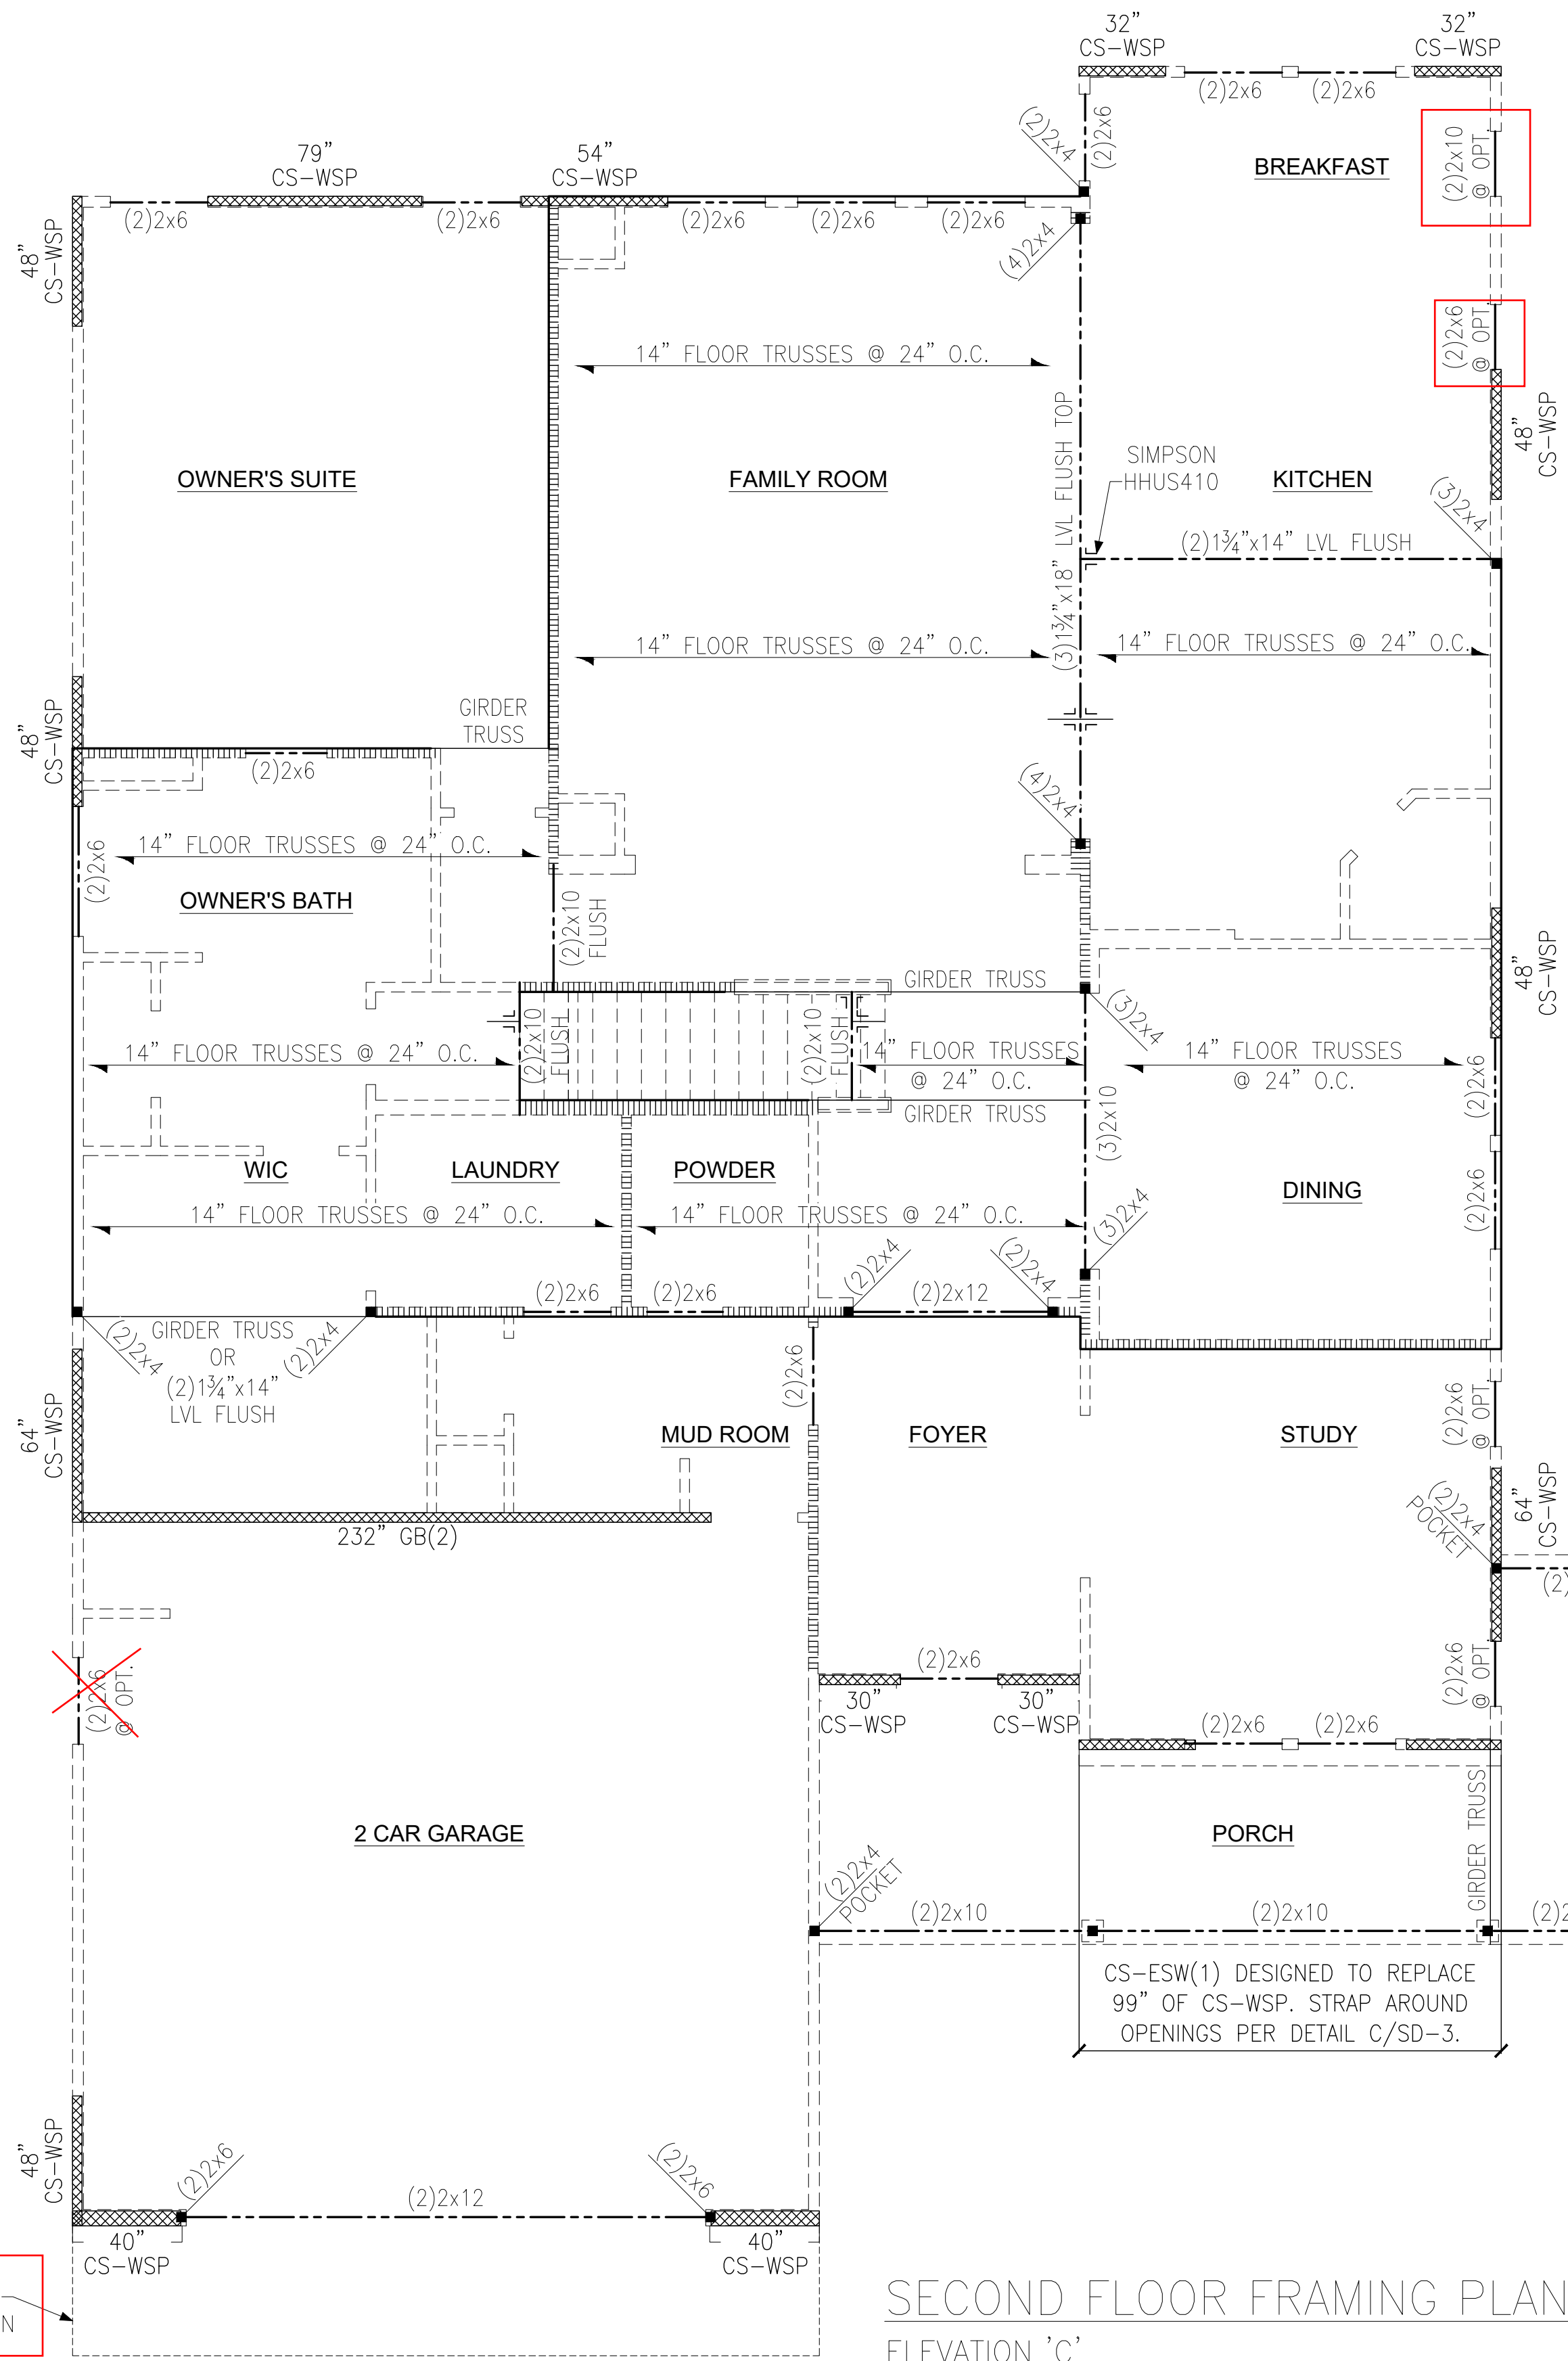 32"
CS-WSP
32"
CS-WSP
(2)2x6
(2)2x6
(2)2x4
(2)2x6
(2)2x10
@ OPT.
BREAKFAST
79"
CS-WSP
54"
CS-WSP
(2)2x6
(2)2x6
(2)2x6
(2)2x6
(2)2x6
48"
CS-WSP
(4)2x4
14" FLOOR TRUSSES @ 24" O.C.
(2)2x6
@ OPT.
48"
CS-WSP
OWNER'S SUITE
FAMILY ROOM
(3)1¾"x18" LVL FLUSH TOP
SIMPSON
HHUS410
KITCHEN
(3)2x4
(2)1¾"x14" LVL FLUSH
14" FLOOR TRUSSES @ 24" O.C.
14" FLOOR TRUSSES @ 24" O.C.
48"
CS-WSP
GIRDER
TRUSS
(2)2x6
(4)2x4
14" FLOOR TRUSSES @ 24" O.C.
(2)2x6
OWNER'S BATH
(2)2x10
FLUSH
48"
CS-WSP
GIRDER TRUSS
(3)2x4
14" FLOOR TRUSSES @ 24" O.C.
(2)2x10
FLUSH
(2)2x10
FLUSH
14" FLOOR TRUSSES
@ 24" O.C.
14" FLOOR TRUSSES
@ 24" O.C.
(2)2x6
GIRDER TRUSS
(3)2x10
WIC
LAUNDRY
POWDER
DINING
(2)2x6
14" FLOOR TRUSSES @ 24" O.C.
14" FLOOR TRUSSES @ 24" O.C.
(3)2x4
(2)2x6
(2)2x6
(2)2x4
(2)2x12
(2)2x4
(2)2x4
GIRDER TRUSS
OR
(2)1¾"x14"
LVL FLUSH
(2)2x4
(2)2x6
64"
CS-WSP
MUD ROOM
FOYER
STUDY
(2)2x6
@ OPT.
(2)2x4
POCKET
64"
CS-WSP
232" GB(2)
(2)
(2)2x6
@ OPT.
(2)2x6
30"
CS-WSP
30"
CS-WSP
(2)2x6
@ OPT.
(2)2x6
(2)2x6
2 CAR GARAGE
PORCH
GIRDER TRUSS
(2)2x4
POCKET
(2)2x10
(2)2x10
(2)2
CS-ESW(1) DESIGNED TO REPLACE
99" OF CS-WSP. STRAP AROUND
OPENINGS PER DETAIL C/SD-3.
48"
CS-WSP
(2)2x6
(2)2x12
(2)2x6
40"
CS-WSP
40"
CS-WSP
N
SECOND FLOOR FRAMING PLAN
ELEVATION 'C'